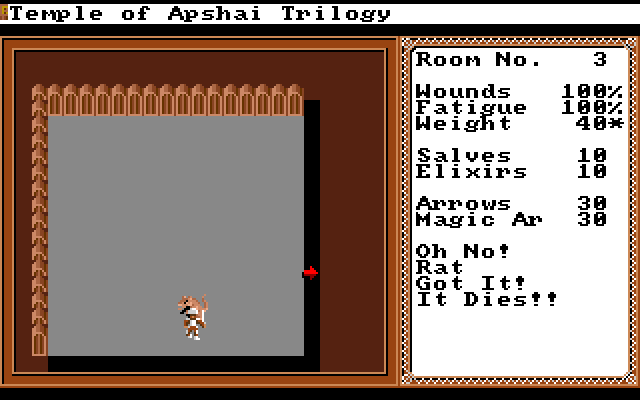 Temple of Apshai Trilogy
Room No. 3
Wounds 100%
Fatigue 100%
Weight 40*
Salves 10
Elixirs 10
Arrows 30
Magic Ar 30
Oh No!
Rat
Got It!
It Dies!!